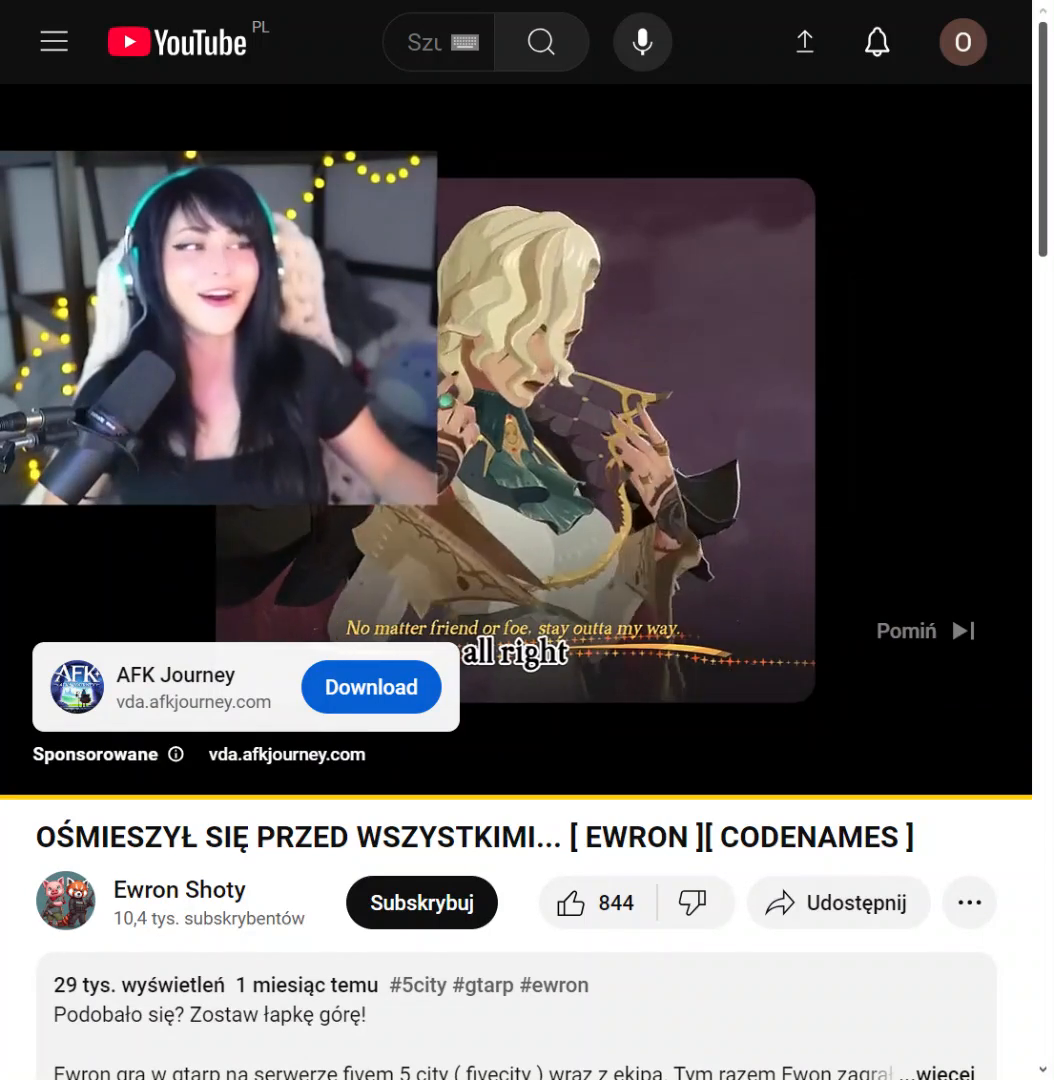 YouTube PL
Szu
O
No matter friend or foe, stay outta my way.
all right
Pomiń
AFK
AFK Journey
vda.afkjourney.com
Download
Sponsorowane vda.afkjourney.com
OŚMIESZYŁ SIĘ PRZED WSZYSTKIMI... [ EWRON ][ CODENAMES ]
Ewron Shoty
10,4 tys. subskrybentów
Subskrybuj
844
Udostępnij
29 tys. wyświetleń 1 miesiąc temu #5city #gtarp #ewron
Podobało się? Zostaw łapkę górę!
Ewron gra w gtarp na serwerze fivem 5 city ( fivecity ) wraz z ekipą. Tym razem Ewon zagrał ...więcej